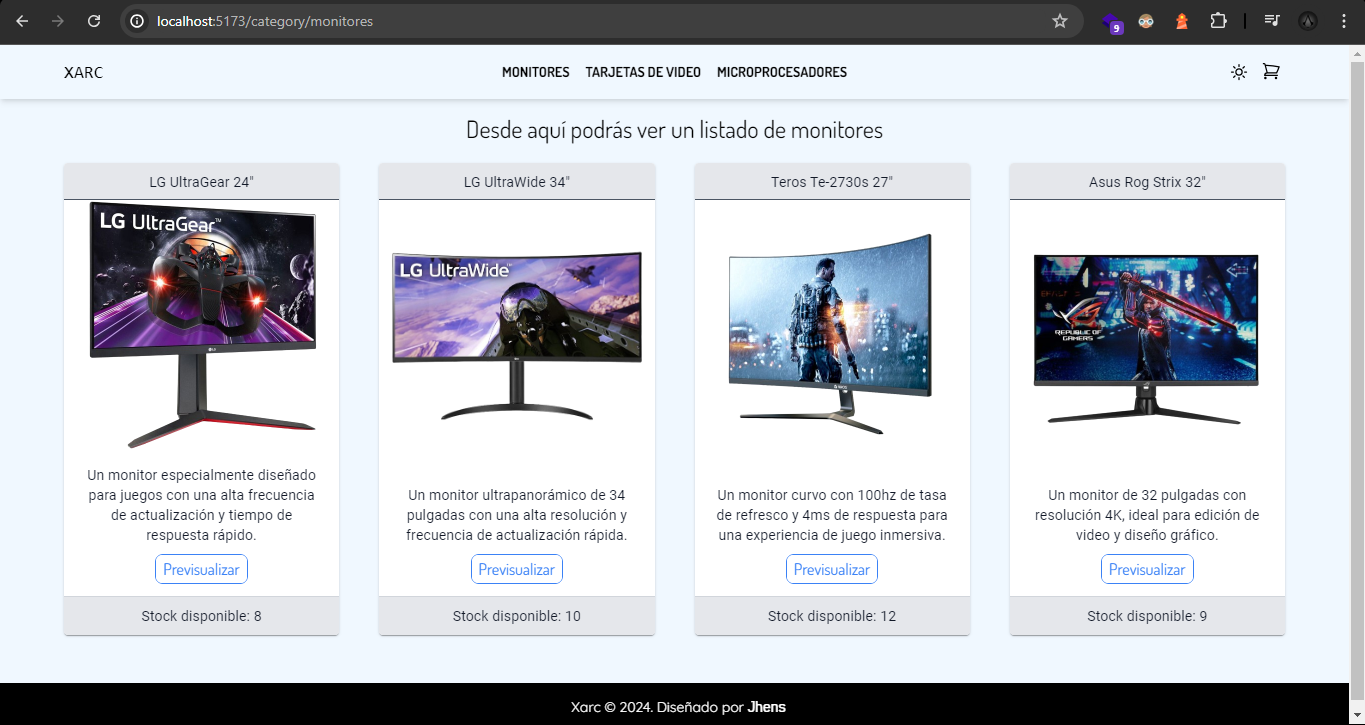 localhost:5173/category/monitores
9
XARC
MONITORES TARJETAS DE VIDEO MICROPROCESADORES
Desde aquí podrás ver un listado de monitores
LG UltraGear 24"
LG UltraGear™
Un monitor especialmente diseñado
para juegos con una alta frecuencia
de actualización y tiempo de
respuesta rápido.
Previsualizar
Stock disponible: 8
LG UltraWide 34"
LG UltraWide™
Un monitor ultrapanorámico de 34
pulgadas con una alta resolución y
frecuencia de actualización rápida.
Previsualizar
Stock disponible: 10
Teros Te-2730s 27"
Un monitor curvo con 100hz de tasa
de refresco y 4ms de respuesta para
una experiencia de juego inmersiva.
Previsualizar
Stock disponible: 12
Asus Rog Strix 32"
REPUBLIC OF
GAMERS
Un monitor de 32 pulgadas con
resolución 4K, ideal para edición de
video y diseño gráfico.
Previsualizar
Stock disponible: 9
Xarc © 2024. Diseñado por Jhens